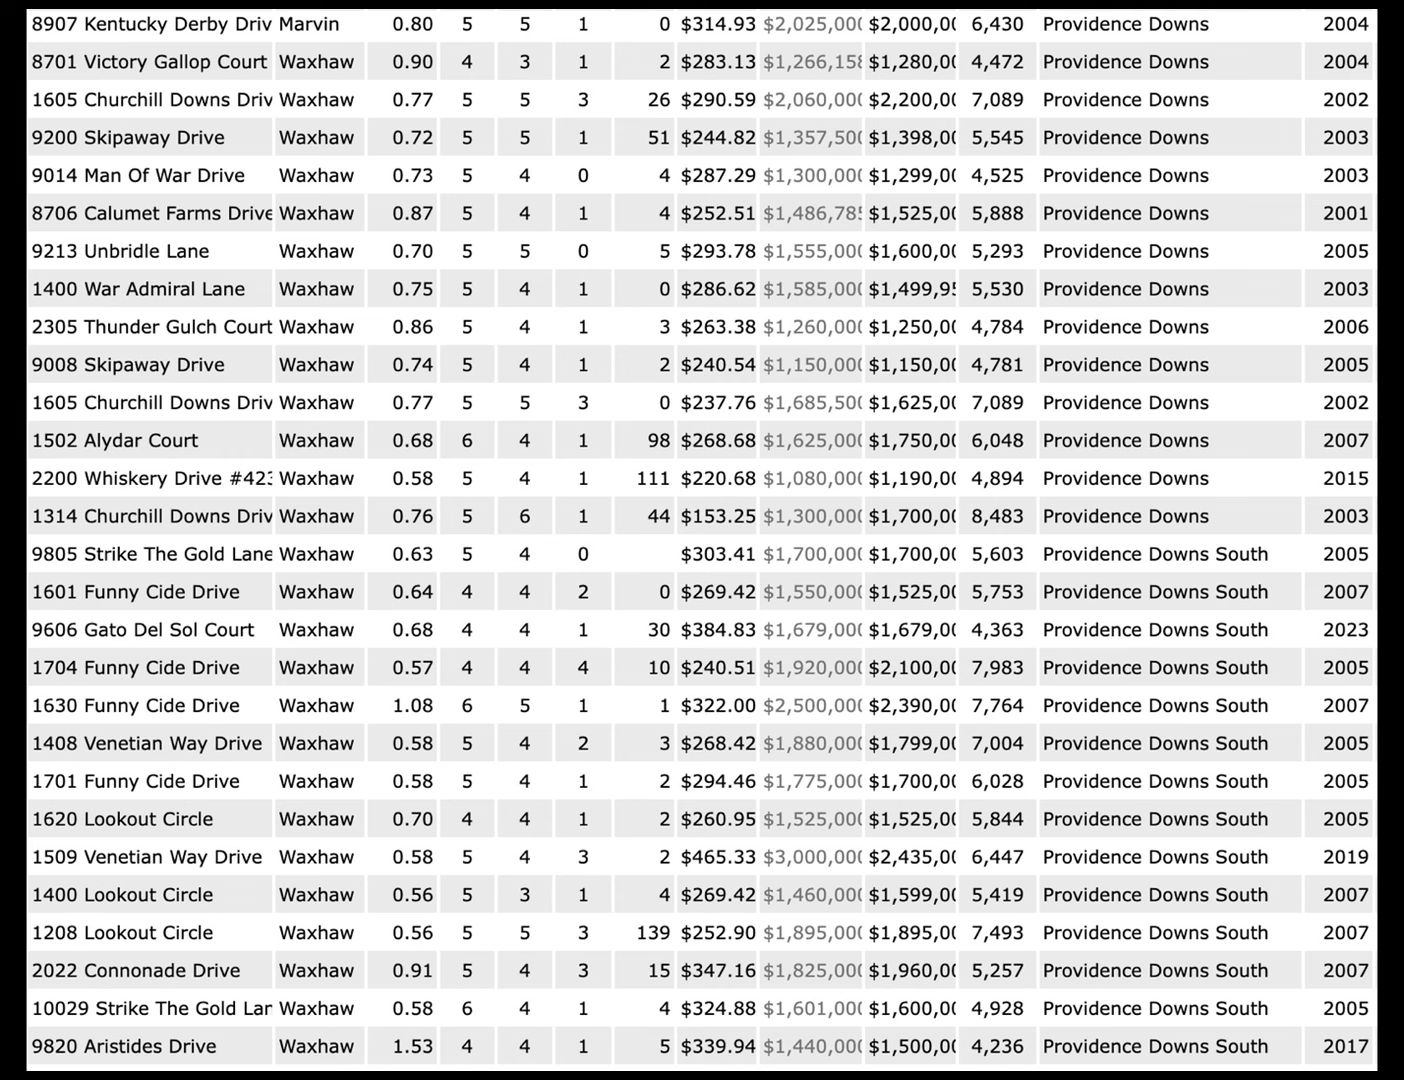 8907 Kentucky Derby Driv Marvin 0.80 5 5 1 0 $314.93 $2,025,000 $2,000,00 6,430 Providence Downs 2004
8701 Victory Gallop Court Waxhaw 0.90 4 3 1 2 $283.13 $1,266,158 $1,280,00 4,472 Providence Downs 2004
1605 Churchill Downs Driv Waxhaw 0.77 5 5 3 26 $290.59 $2,060,000 $2,200,00 7,089 Providence Downs 2002
9200 Skipaway Drive Waxhaw 0.72 5 5 1 51 $244.82 $1,357,500 $1,398,00 5,545 Providence Downs 2003
9014 Man Of War Drive Waxhaw 0.73 5 4 0 4 $287.29 $1,300,000 $1,299,00 4,525 Providence Downs 2003
8706 Calumet Farms Drive Waxhaw 0.87 5 4 1 4 $252.51 $1,486,785 $1,525,00 5,888 Providence Downs 2001
9213 Unbridle Lane Waxhaw 0.70 5 5 0 5 $293.78 $1,555,000 $1,600,00 5,293 Providence Downs 2005
1400 War Admiral Lane Waxhaw 0.75 5 4 1 0 $286.62 $1,585,000 $1,499,95 5,530 Providence Downs 2003
2305 Thunder Gulch Court Waxhaw 0.86 5 4 1 3 $263.38 $1,260,000 $1,250,00 4,784 Providence Downs 2006
9008 Skipaway Drive Waxhaw 0.74 5 4 1 2 $240.54 $1,150,000 $1,150,00 4,781 Providence Downs 2005
1605 Churchill Downs Driv Waxhaw 0.77 5 5 3 0 $237.76 $1,685,500 $1,625,00 7,089 Providence Downs 2002
1502 Alydar Court Waxhaw 0.68 6 4 1 98 $268.68 $1,625,000 $1,750,00 6,048 Providence Downs 2007
2200 Whiskery Drive #423 Waxhaw 0.58 5 4 1 111 $220.68 $1,080,000 $1,190,00 4,894 Providence Downs 2015
1314 Churchill Downs Driv Waxhaw 0.76 5 6 1 44 $153.25 $1,300,000 $1,700,00 8,483 Providence Downs 2003
9805 Strike The Gold Lane Waxhaw 0.63 5 4 0 $303.41 $1,700,000 $1,700,00 5,603 Providence Downs South 2005
1601 Funny Cide Drive Waxhaw 0.64 4 4 2 0 $269.42 $1,550,000 $1,525,00 5,753 Providence Downs South 2007
9606 Gato Del Sol Court Waxhaw 0.68 4 4 1 30 $384.83 $1,679,000 $1,679,00 4,363 Providence Downs South 2023
1704 Funny Cide Drive Waxhaw 0.57 4 4 4 10 $240.51 $1,920,000 $2,100,00 7,983 Providence Downs South 2005
1630 Funny Cide Drive Waxhaw 1.08 6 5 1 1 $322.00 $2,500,000 $2,390,00 7,764 Providence Downs South 2007
1408 Venetian Way Drive Waxhaw 0.58 5 4 2 3 $268.42 $1,880,000 $1,799,00 7,004 Providence Downs South 2005
1701 Funny Cide Drive Waxhaw 0.58 5 4 1 2 $294.46 $1,775,000 $1,700,00 6,028 Providence Downs South 2005
1620 Lookout Circle Waxhaw 0.70 4 4 1 2 $260.95 $1,525,000 $1,525,00 5,844 Providence Downs South 2005
1509 Venetian Way Drive Waxhaw 0.58 5 4 3 2 $465.33 $3,000,000 $2,435,00 6,447 Providence Downs South 2019
1400 Lookout Circle Waxhaw 0.56 5 3 1 4 $269.42 $1,460,000 $1,599,00 5,419 Providence Downs South 2007
1208 Lookout Circle Waxhaw 0.56 5 5 3 139 $252.90 $1,895,000 $1,895,00 7,493 Providence Downs South 2007
2022 Connonade Drive Waxhaw 0.91 5 4 3 15 $347.16 $1,825,000 $1,960,00 5,257 Providence Downs South 2007
10029 Strike The Gold Lan Waxhaw 0.58 6 4 1 4 $324.88 $1,601,000 $1,600,00 4,928 Providence Downs South 2005
9820 Aristides Drive Waxhaw 1.53 4 4 1 5 $339.94 $1,440,000 $1,500,00 4,236 Providence Downs South 2017